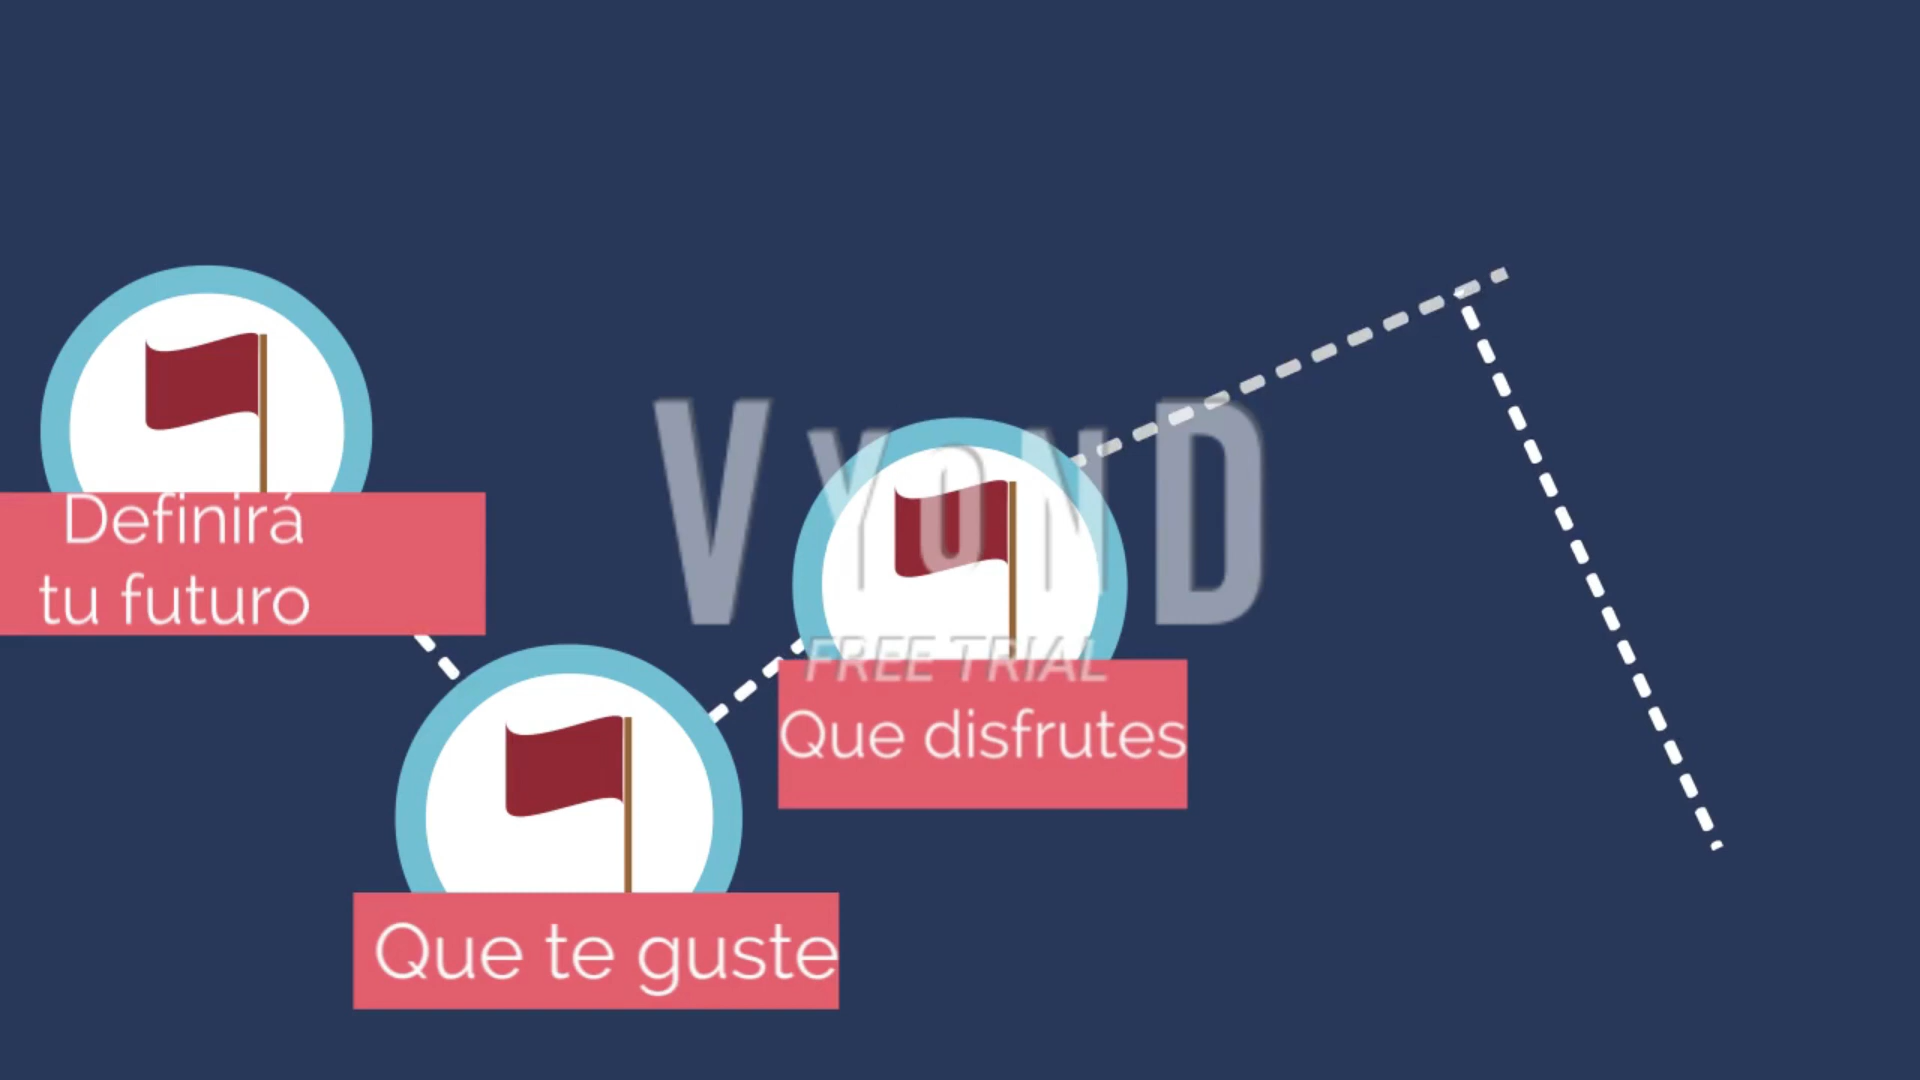 Definirá
tu futuro
VYOND
FREE TRIAL
Que disfrutes
Que te guste